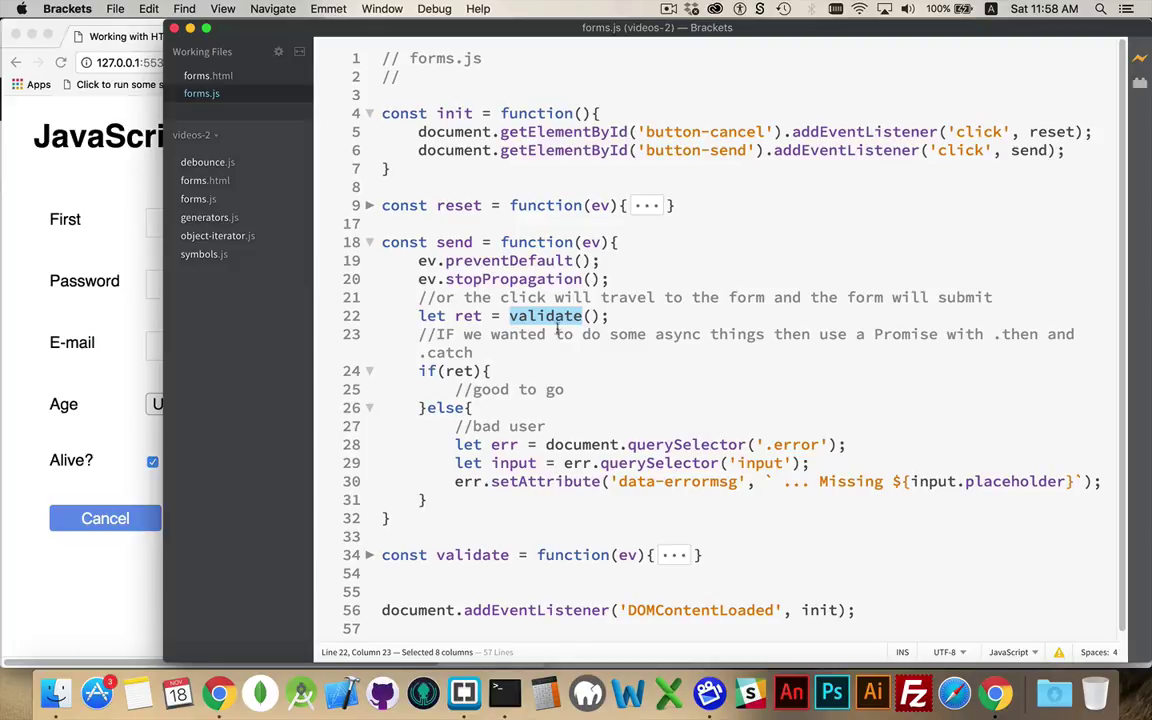 Brackets File Edit Find View Navigate Emmet Window Debug Help 100% Sat 11:58 AM
forms.js (videos-2) — Brackets
Working with HT
127.0.0.1:553
Apps Click to run some s
JavaScri
First
Password
E-mail
Age U
Alive?
Cancel
Working Files
forms.html
forms.js
videos-2
debounce.js
forms.html
forms.js
generators.js
object-iterator.js
symbols.js
1 // forms.js
2 //
3
4 const init = function(){
5 document.getElementById('button-cancel').addEventListener('click', reset);
6 document.getElementById('button-send').addEventListener('click', send);
7 }
8
9 const reset = function(ev){ ... }
17
18 const send = function(ev){
19 ev.preventDefault();
20 ev.stopPropagation();
21 //or the click will travel to the form and the form will submit
22 let ret = validate();
23 //IF we wanted to do some async things then use a Promise with .then and
.catch
24 if(ret){
25 //good to go
26 }else{
27 //bad user
28 let err = document.querySelector('.error');
29 let input = err.querySelector('input');
30 err.setAttribute('data-errormsg', ` ... Missing ${input.placeholder}`);
31 }
32 }
33
34 const validate = function(ev){ ... }
54
55
56 document.addEventListener('DOMContentLoaded', init);
57
Line 22, Column 23 — Selected 8 columns — 57 Lines INS UTF-8 JavaScript Spaces: 4
3
NOV
18
An Ps Ai Fz